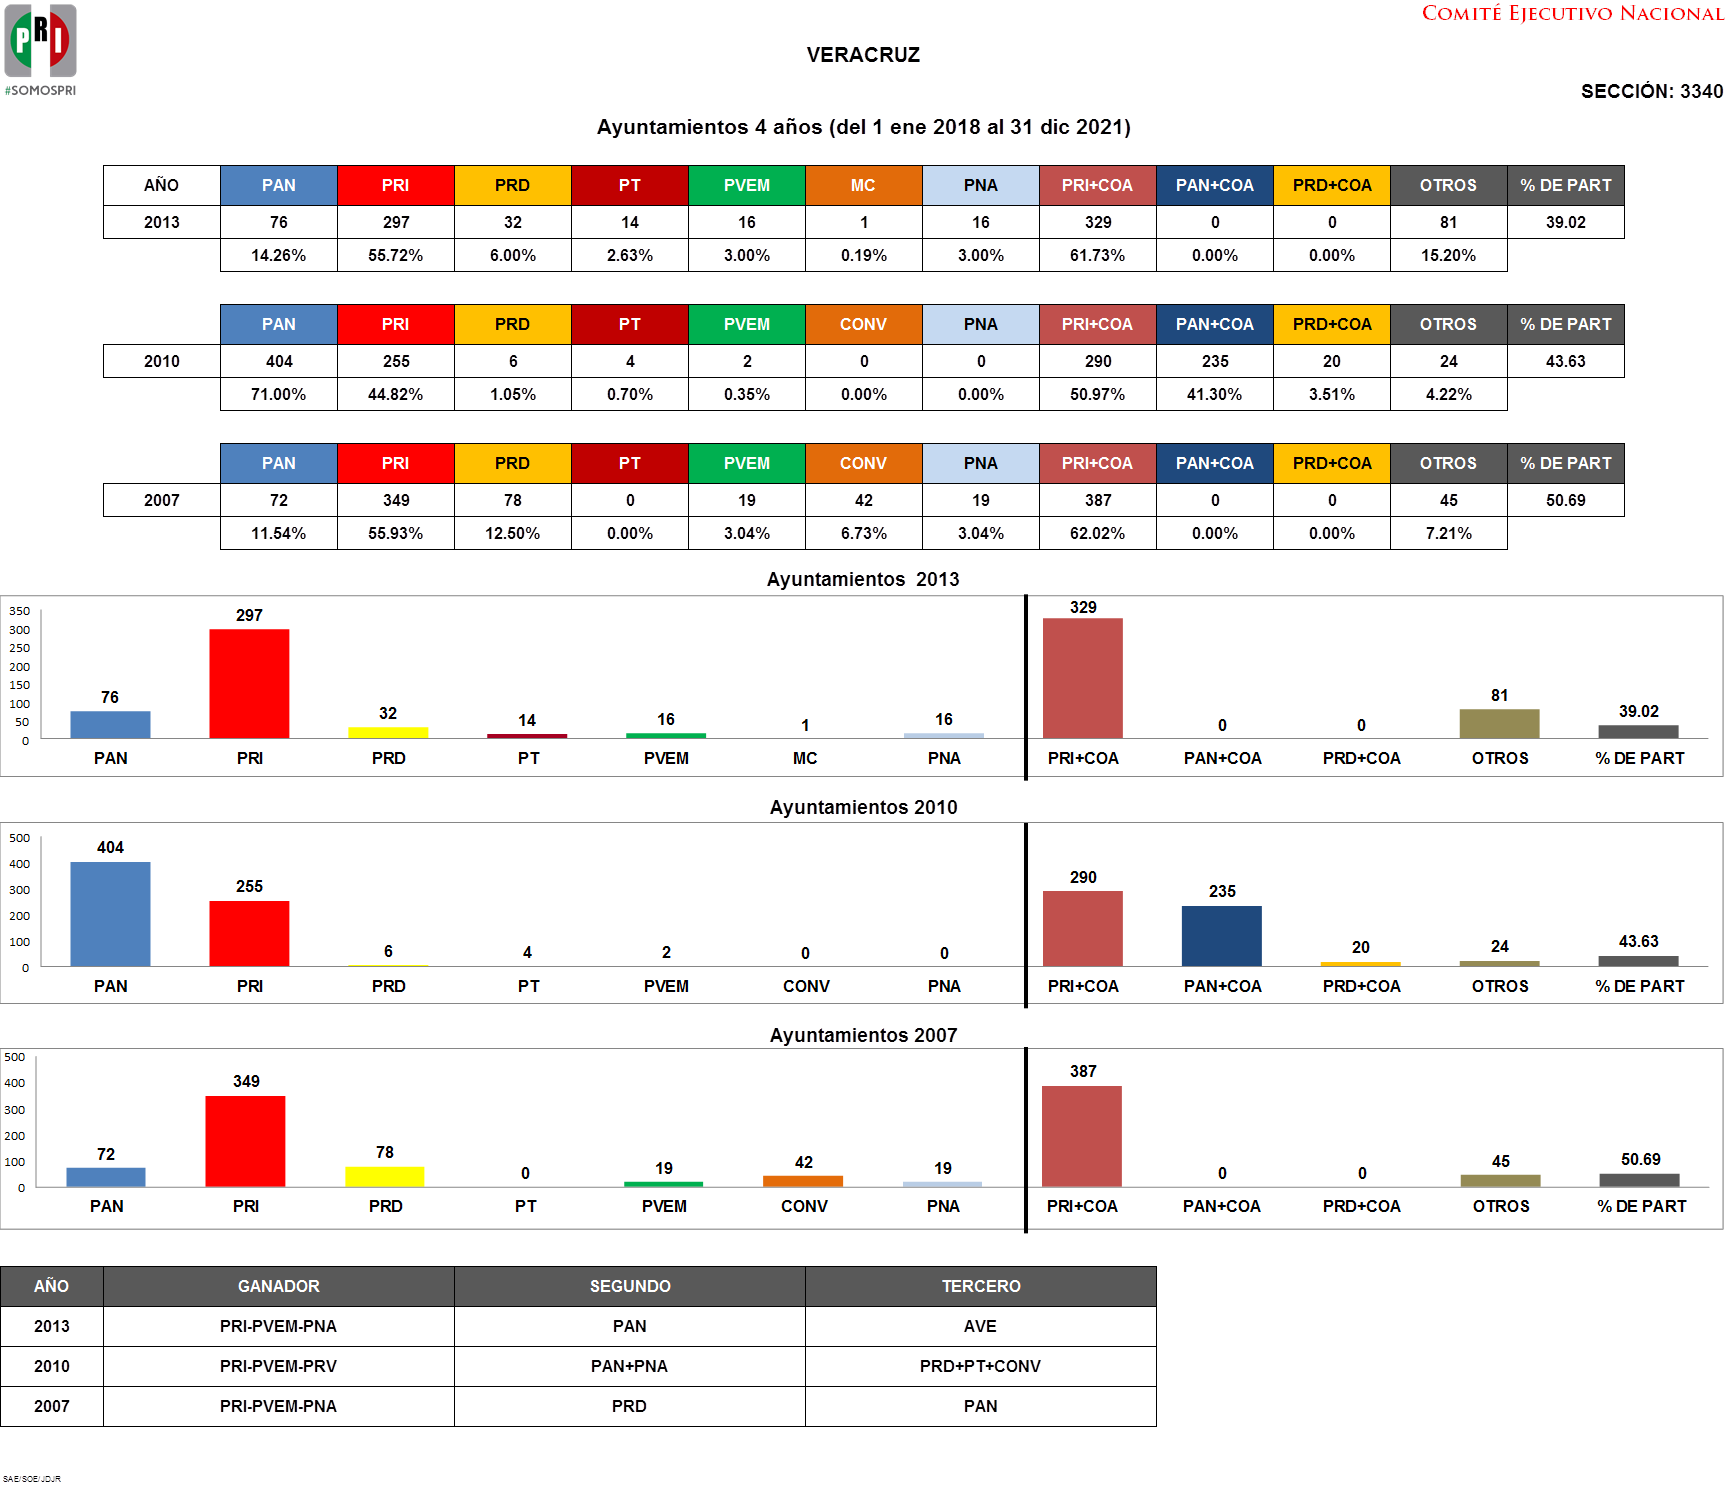 PRI
#SOMOSPRI
COMITÉ EJECUTIVO NACIONAL
VERACRUZ
SECCIÓN: 3340
Ayuntamientos 4 años (del 1 ene 2018 al 31 dic 2021)
AÑO PAN PRI PRD PT PVEM MC PNA PRI+COA PAN+COA PRD+COA OTROS % DE PART
2013 76 297 32 14 16 1 16 329 0 0 81 39.02
14.26% 55.72% 6.00% 2.63% 3.00% 0.19% 3.00% 61.73% 0.00% 0.00% 15.20%
PAN PRI PRD PT PVEM CONV PNA PRI+COA PAN+COA PRD+COA OTROS % DE PART
2010 404 255 6 4 2 0 0 290 235 20 24 43.63
71.00% 44.82% 1.05% 0.70% 0.35% 0.00% 0.00% 50.97% 41.30% 3.51% 4.22%
PAN PRI PRD PT PVEM CONV PNA PRI+COA PAN+COA PRD+COA OTROS % DE PART
2007 72 349 78 0 19 42 19 387 0 0 45 50.69
11.54% 55.93% 12.50% 0.00% 3.04% 6.73% 3.04% 62.02% 0.00% 0.00% 7.21%
Ayuntamientos 2013
350
300
250
200
150
100
50
0
76 297 32 14 16 1 16 329 0 0 81 39.02
PAN PRI PRD PT PVEM MC PNA PRI+COA PAN+COA PRD+COA OTROS % DE PART
Ayuntamientos 2010
500
400
300
200
100
0
404 255 6 4 2 0 0 290 235 20 24 43.63
PAN PRI PRD PT PVEM CONV PNA PRI+COA PAN+COA PRD+COA OTROS % DE PART
Ayuntamientos 2007
500
400
300
200
100
0
72 349 78 0 19 42 19 387 0 0 45 50.69
PAN PRI PRD PT PVEM CONV PNA PRI+COA PAN+COA PRD+COA OTROS % DE PART
AÑO GANADOR SEGUNDO TERCERO
2013 PRI-PVEM-PNA PAN AVE
2010 PRI-PVEM-PRV PAN+PNA PRD+PT+CONV
2007 PRI-PVEM-PNA PRD PAN
SAE/SOE/JDJR